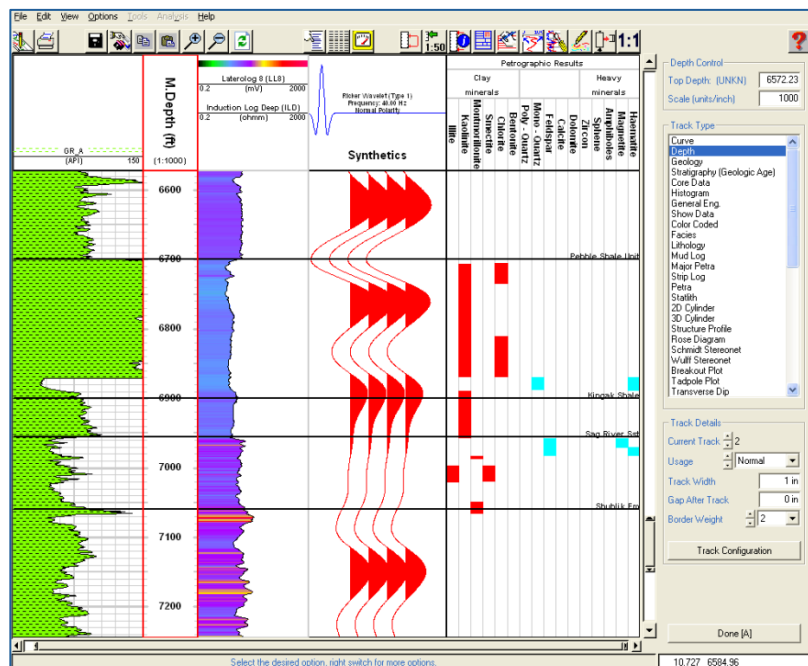 File Edit View Options Tools Analysis Help
1:50
1:1
?
GR_A
(API) 150
M.Depth (ft)
(1:1000)
Laterolog 8 (LL8)
0.2 (mV) 2000
Induction Log Deep (ILD)
0.2 (ohmm) 2000
Ricker Wavelet (Type 1)
Frequency: 40.00 Hz
Normal Polarity
Synthetics
Petrographic Results
Clay
minerals
Heavy
minerals
Illite
Kaolinite
Montmorillonite
Smectite
Chlorite
Bentonite
Poly - Quartz
Mono - Quartz
Feldspar
Calcite
Dolomite
Zircon
Sphene
Amphiboles
Magnetite
Haematite
6600
6700
6800
6900
7000
7100
7200
Pebble Shale Unit
Kingak Shale
Sag River Sst
Shublik Fm
Depth Control
Top Depth: (UNKN) 6572.23
Scale (units/inch) 1000
Track Type
Curve
Depth
Geology
Stratigraphy (Geologic Age)
Core Data
Histogram
General Eng.
Show Data
Color Coded
Facies
Lithology
Mud Log
Major Petra
Strip Log
Petra
Statlith
2D Cylinder
3D Cylinder
Structure Profile
Rose Diagram
Schmidt Stereonet
Wulff Stereonet
Breakout Plot
Tadpole Plot
Transverse Dip
Track Details
Current Track 2
Usage Normal
Track Width 1 in
Gap After Track 0 in
Border Weight 2
Track Configuration
Done [A]
Select the desired option, right switch for more options.
10.727 6584.96